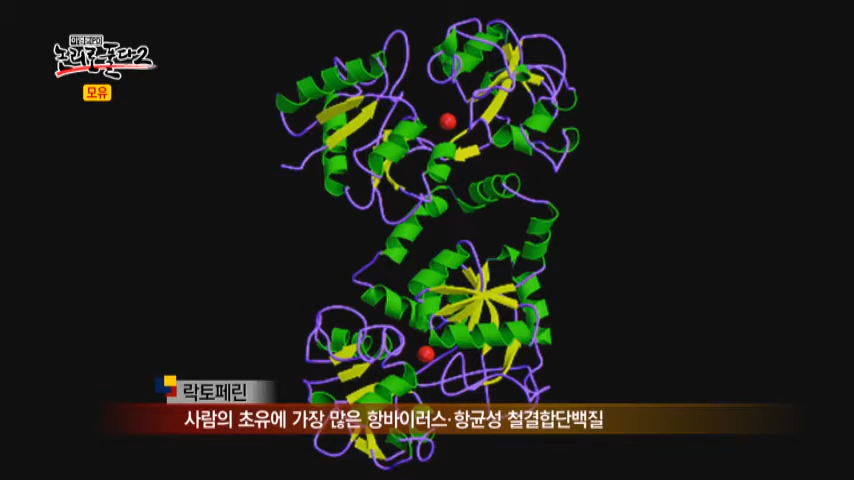 논리로 풀다2
모유
락토페린
사람의 초유에 가장 많은 항바이러스·항균성 철결합단백질